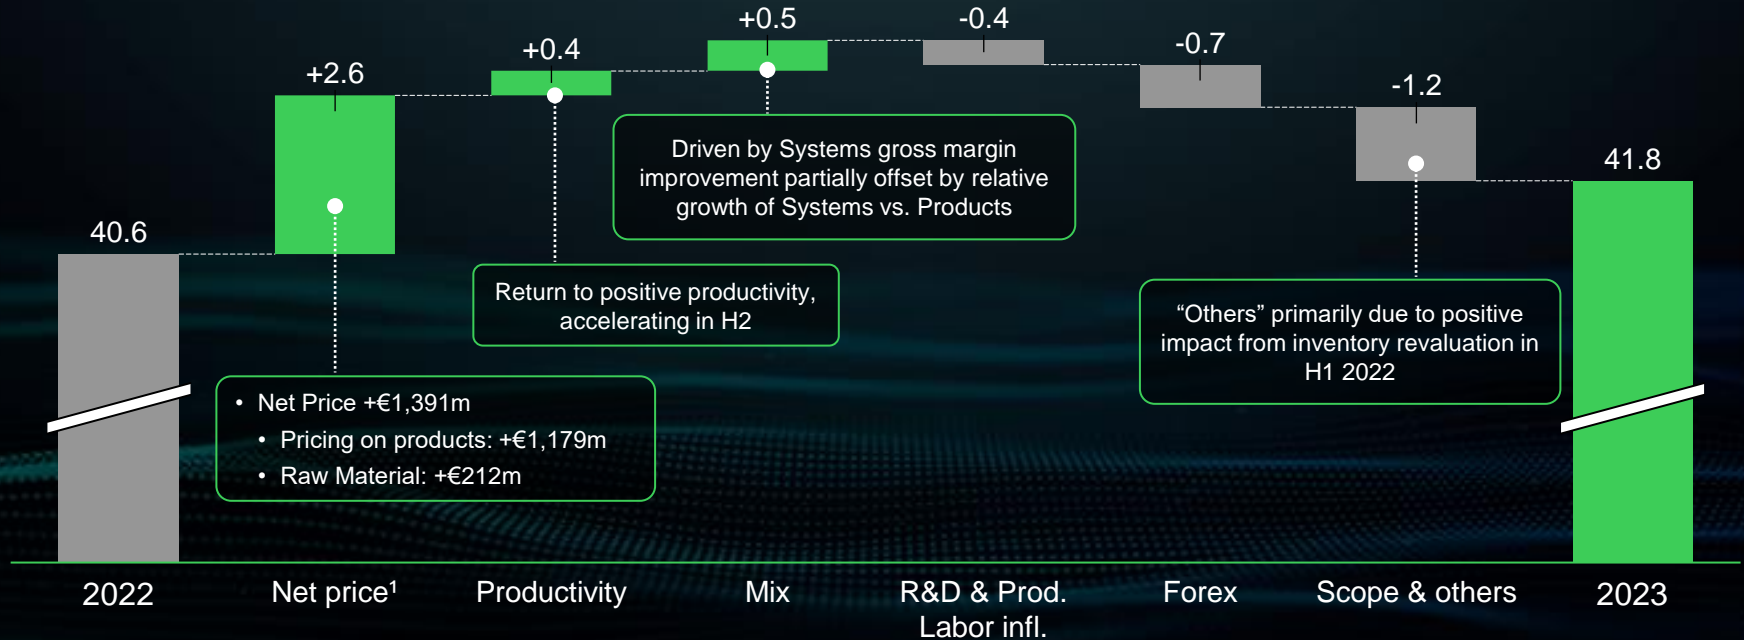 +0.5
-0.4
+0.4
-0.7
+2.6
-1.2
41.8
40.6
Driven by Systems gross margin
improvement partially offset by relative
growth of Systems vs. Products
Return to positive productivity,
accelerating in H2
“Others” primarily due to positive
impact from inventory revaluation in
H1 2022
• Net Price +€1,391m
• Pricing on products: +€1,179m
• Raw Material: +€212m
2022
Net price¹
Productivity
Mix
R&D & Prod.
Labor infl.
Forex
Scope & others
2023